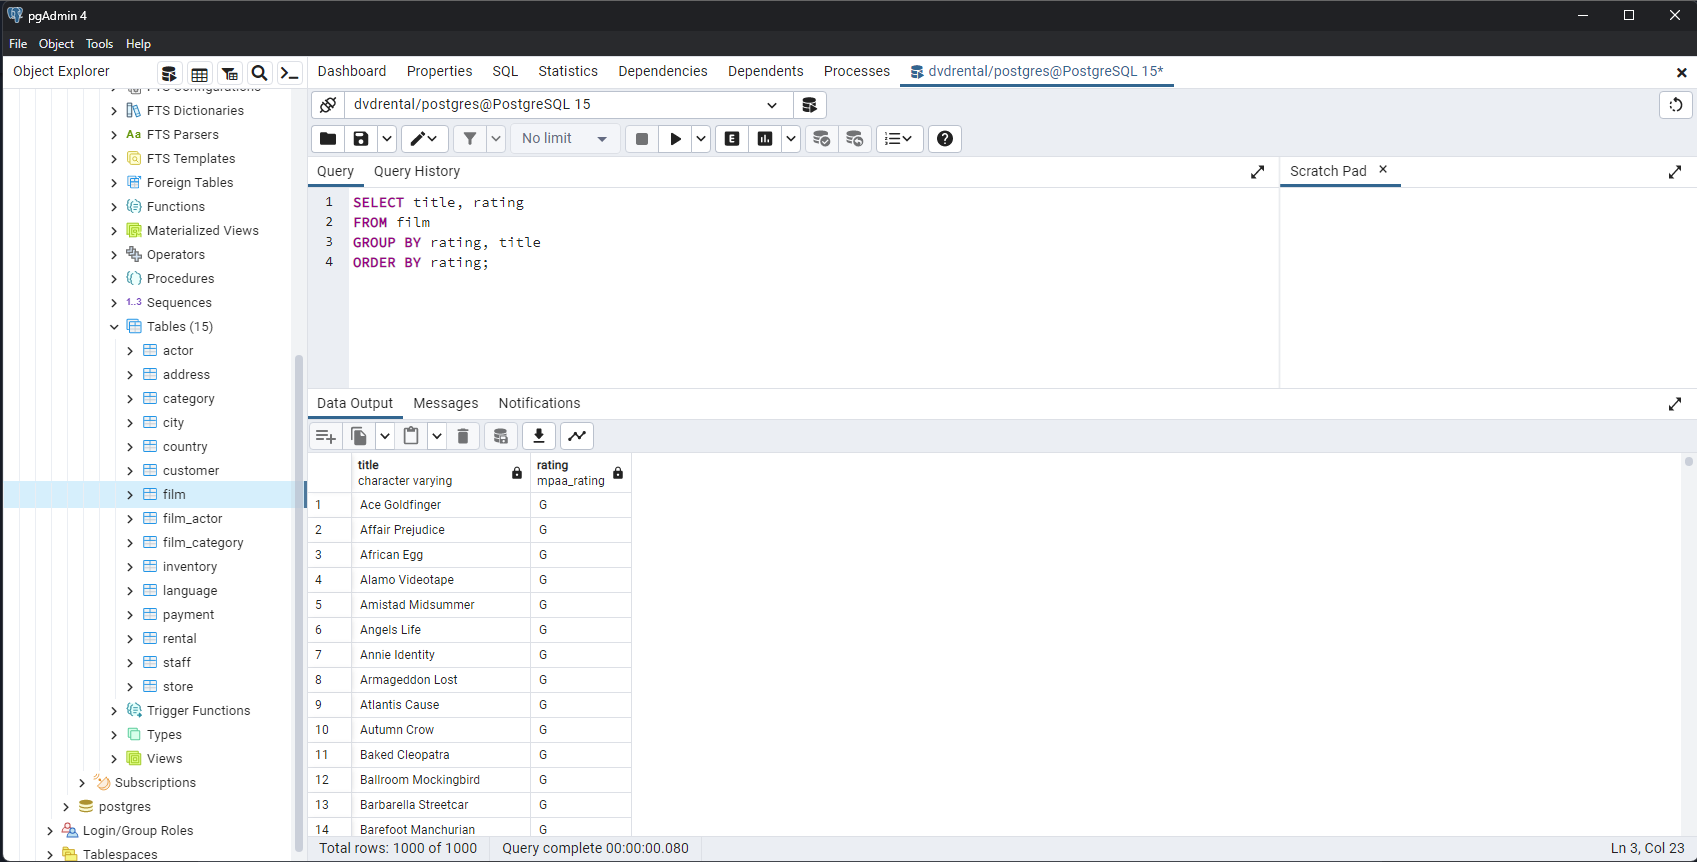 pgAdmin 4
File Object Tools Help
Object Explorer
Dashboard Properties SQL Statistics Dependencies Dependents Processes dvdrental/postgres@PostgreSQL 15*
dvdrental/postgres@PostgreSQL 15
No limit
E
Query Query History
Scratch Pad
1 SELECT title, rating
2 FROM film
3 GROUP BY rating, title
4 ORDER BY rating;
FTS Configurations
FTS Dictionaries
Aa FTS Parsers
FTS Templates
Foreign Tables
Functions
Materialized Views
Operators
Procedures
1..3 Sequences
Tables (15)
actor
address
category
city
country
customer
film
film_actor
film_category
inventory
language
payment
rental
staff
store
Trigger Functions
Types
Views
Subscriptions
postgres
Login/Group Roles
Tablespaces
Data Output Messages Notifications
title rating
character varying mpaa_rating
1 Ace Goldfinger G
2 Affair Prejudice G
3 African Egg G
4 Alamo Videotape G
5 Amistad Midsummer G
6 Angels Life G
7 Annie Identity G
8 Armageddon Lost G
9 Atlantis Cause G
10 Autumn Crow G
11 Baked Cleopatra G
12 Ballroom Mockingbird G
13 Barbarella Streetcar G
14 Barefoot Manchurian G
Total rows: 1000 of 1000 Query complete 00:00:00.080 Ln 3, Col 23